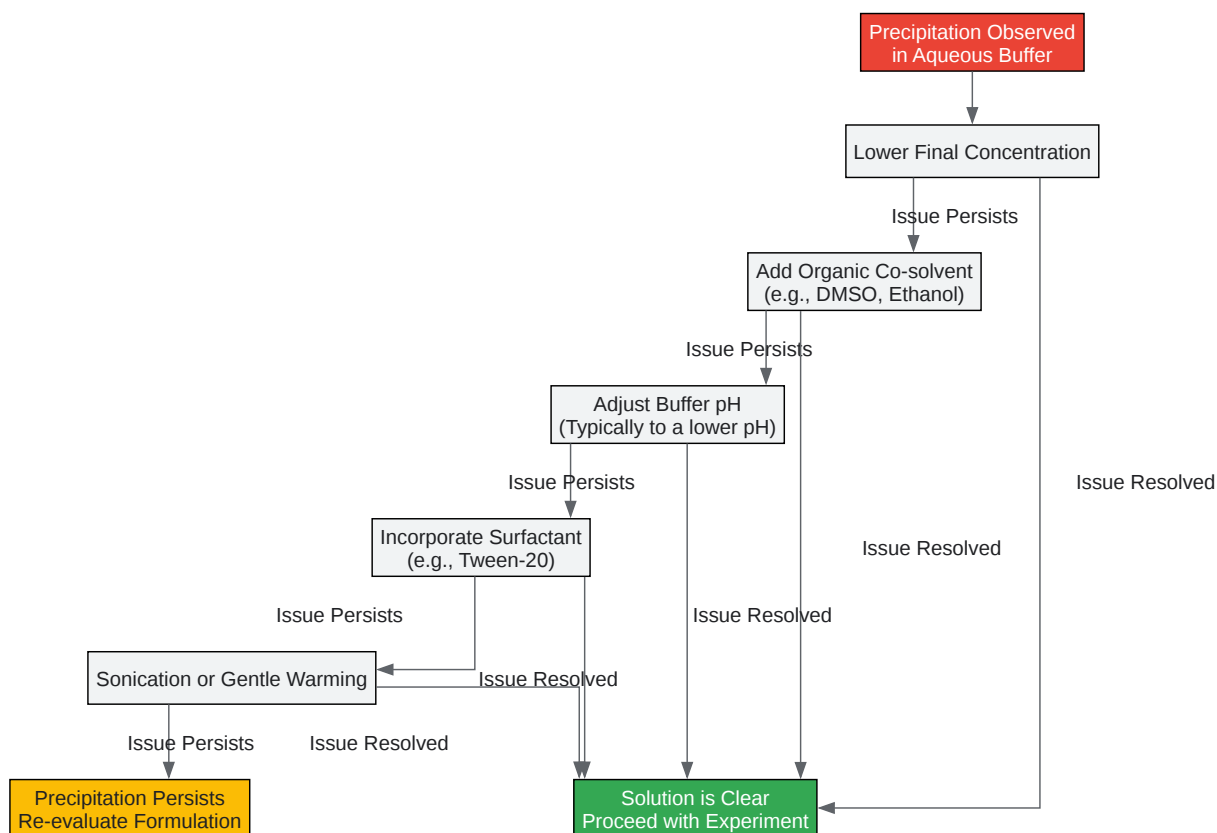 Precipitation Observed
in Aqueous Buffer
Lower Final Concentration
Issue Persists
Add Organic Co-solvent
(e.g., DMSO, Ethanol)
Issue Persists
Adjust Buffer pH
(Typically to a lower pH)
Issue Persists
Issue Resolved
Incorporate Surfactant
(e.g., Tween-20)
Issue Resolved
Issue Persists
Issue Resolved
Sonication or Gentle Warming
Issue Resolved
Issue Persists
Issue Resolved
Precipitation Persists
Re-evaluate Formulation
Solution is Clear
Proceed with Experiment